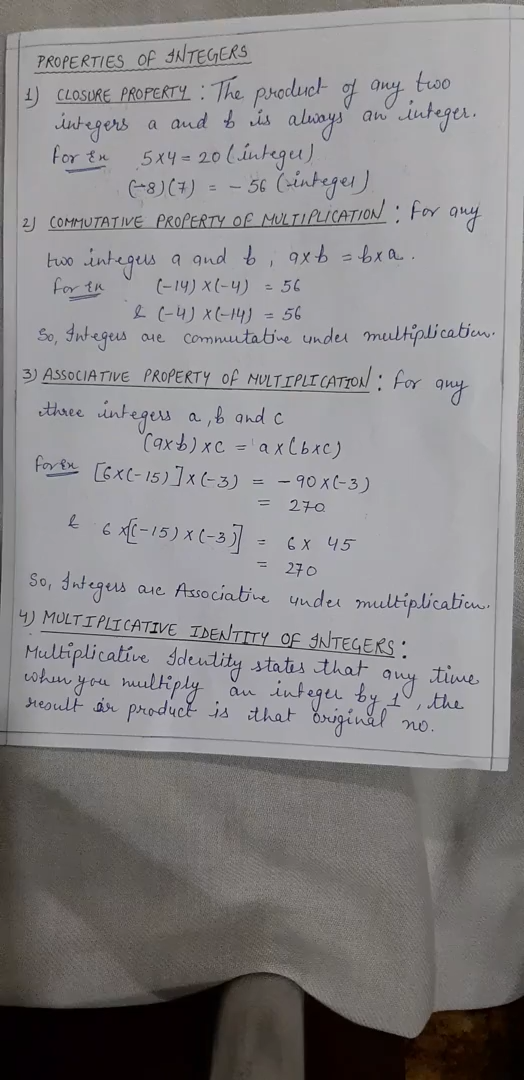 PROPERTIES OF INTEGERS
1) CLOSURE PROPERTY : The product of any two
integers a and b is always an integer.
For Ex 5x4 = 20 (integer)
(-8)(7) = - 56 (integer)
2) COMMUTATIVE PROPERTY OF MULTIPLICATION : For any
two integers a and b , axb = bxa .
For Ex (-14) x(-4) = 56
& (-4) x(-14) = 56
So, Integers are commutative under multiplication.
3) ASSOCIATIVE PROPERTY OF MULTIPLICATION : For any
three integers a , b and c
(axb) xc = a x (bxc)
For Ex [6x(-15)] x(-3) = - 90 x(-3)
= 270
& 6 x[(-15) x (-3)] = 6 x 45
= 270
So, Integers are Associative under multiplication.
4) MULTIPLICATIVE IDENTITY OF INTEGERS :
Multiplicative Identity states that any time
when you multiply an integer by 1 , the
result or product is that original no.